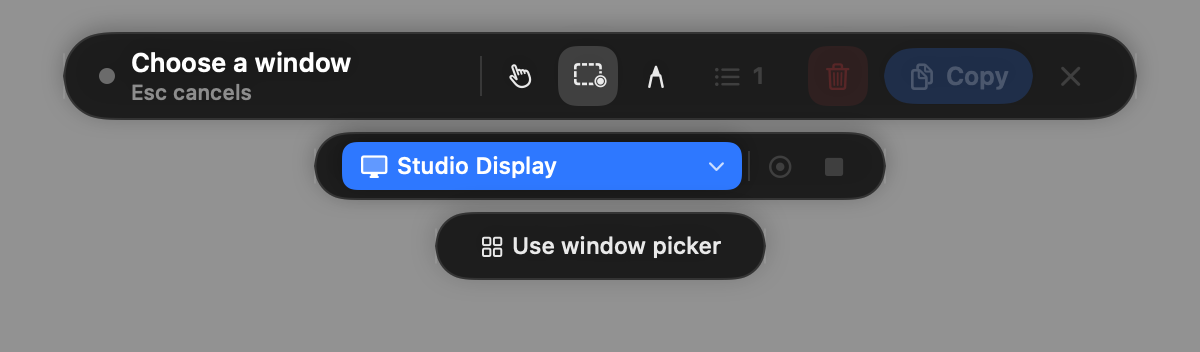 Choose a window
Esc cancels
1
Copy
Studio Display
Use window picker